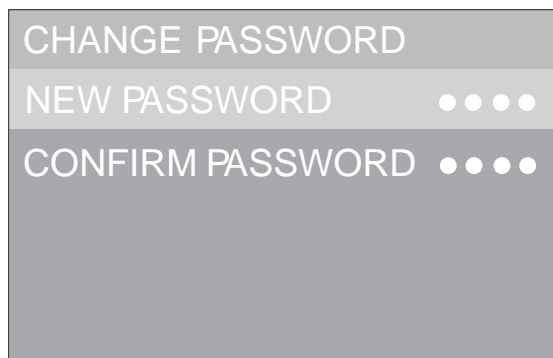 CHANGE PASSWORD
NEW PASSWORD ●●●●
CONFIRM PASSWORD ●●●●